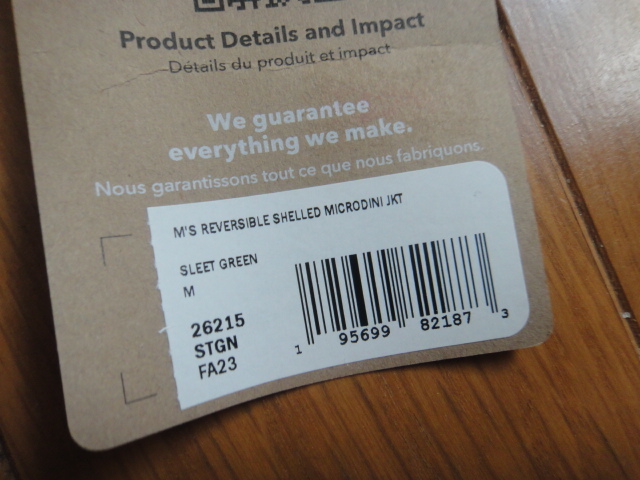 Product Details and Impact
Détails du produit et impact
We guarantee
everything we make.
Nous garantissons tout ce que nous fabriquons.
M'S REVERSIBLE SHELLED MICRODINI JKT
SLEET GREEN
M
26215
STGN
FA23
1 95699 82187 3